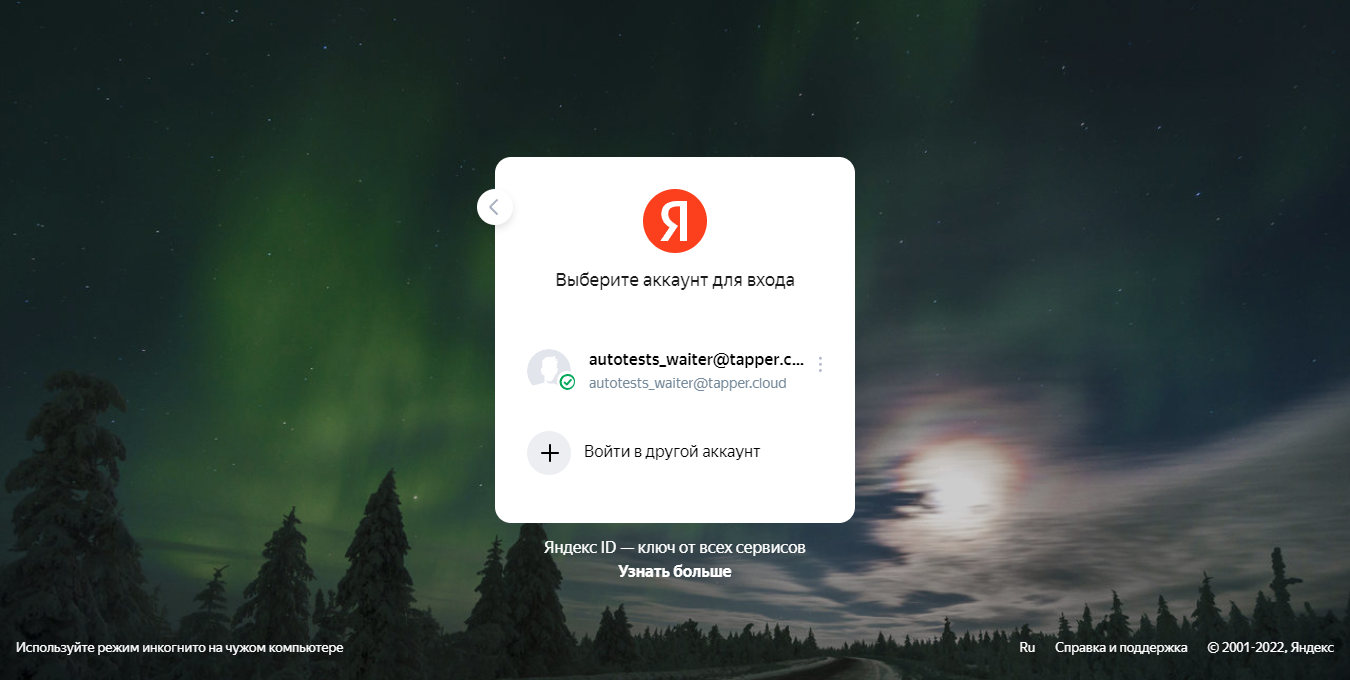 Я
Выберите аккаунт для входа
autotests_waiter@tapper.c...
autotests_waiter@tapper.cloud
Войти в другой аккаунт
Яндекс ID — ключ от всех сервисов
Узнать больше
Используйте режим инкогнито на чужом компьютере
Ru Справка и поддержка © 2001-2022, Яндекс